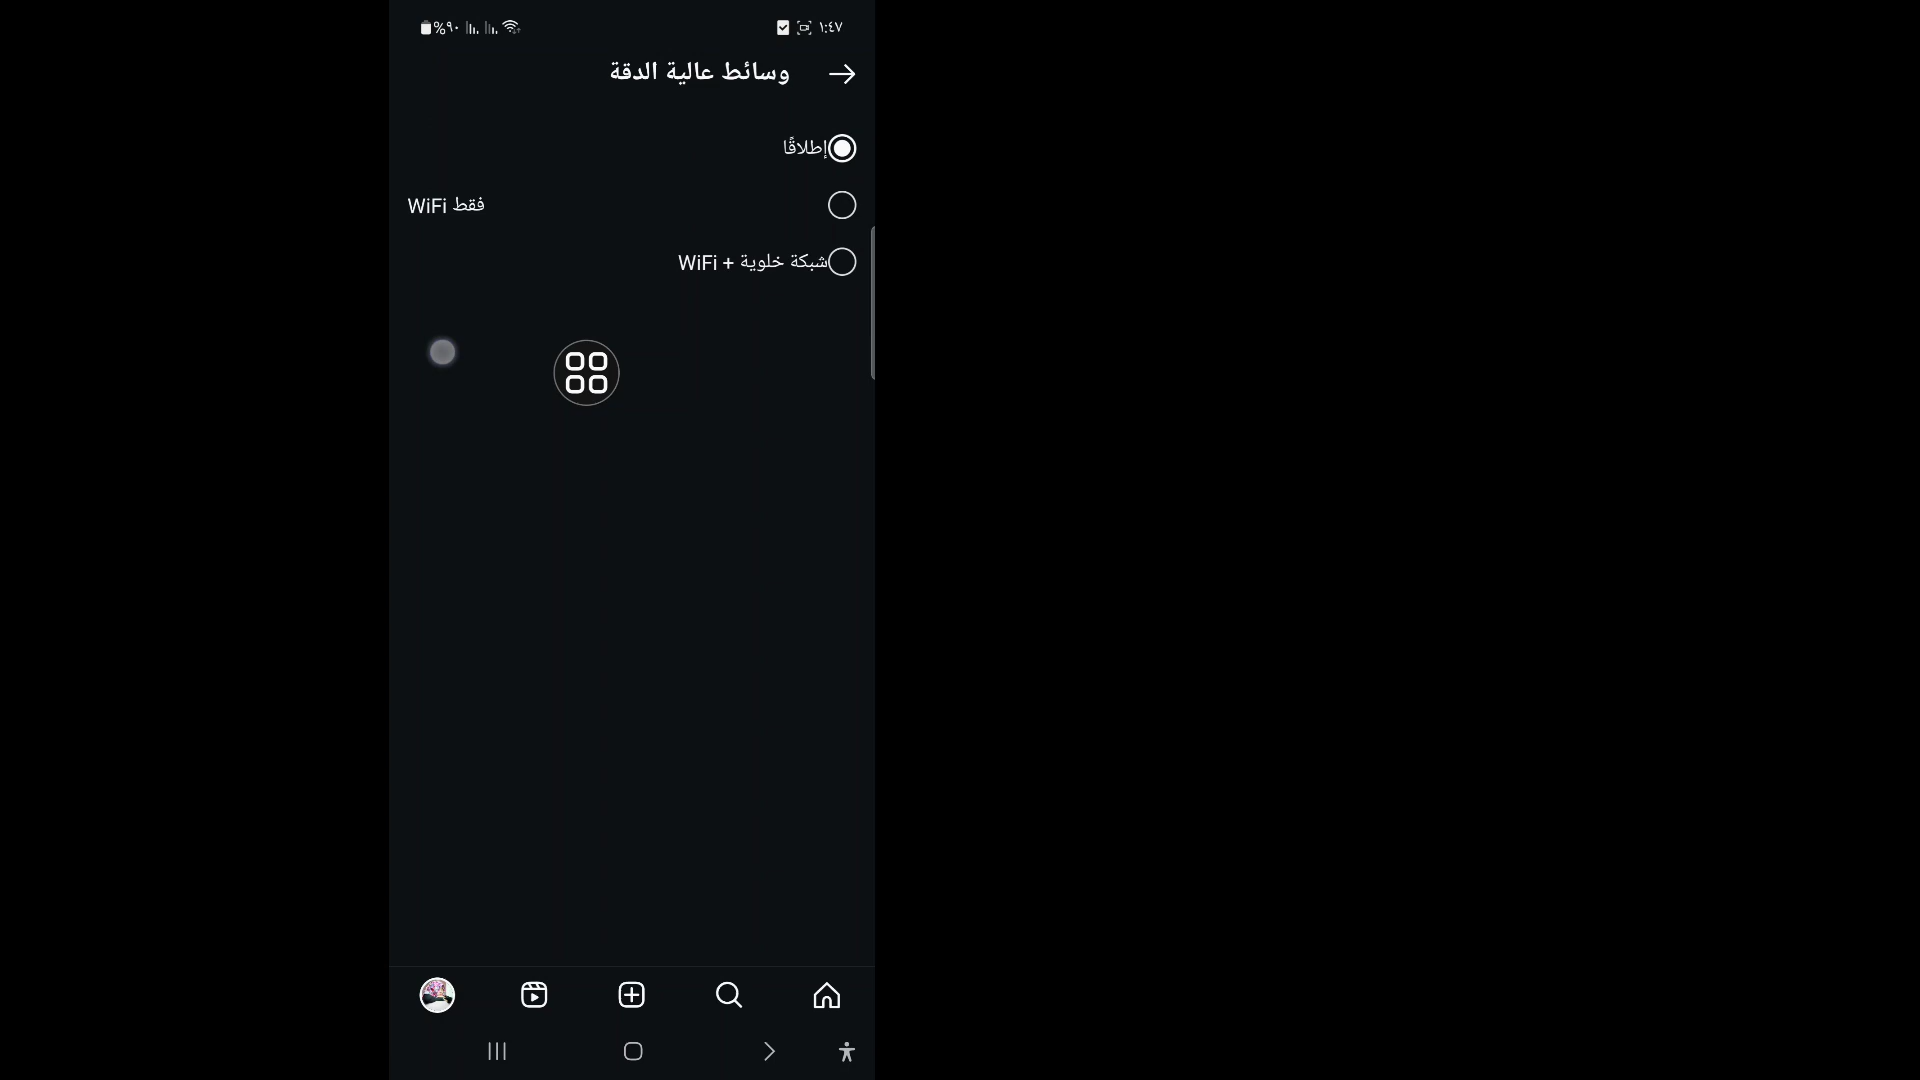 ١:٤٧
%٩٠
وسائط عالية الدقة
إطلاقًا
فقط WiFi
شبكة خلوية + WiFi